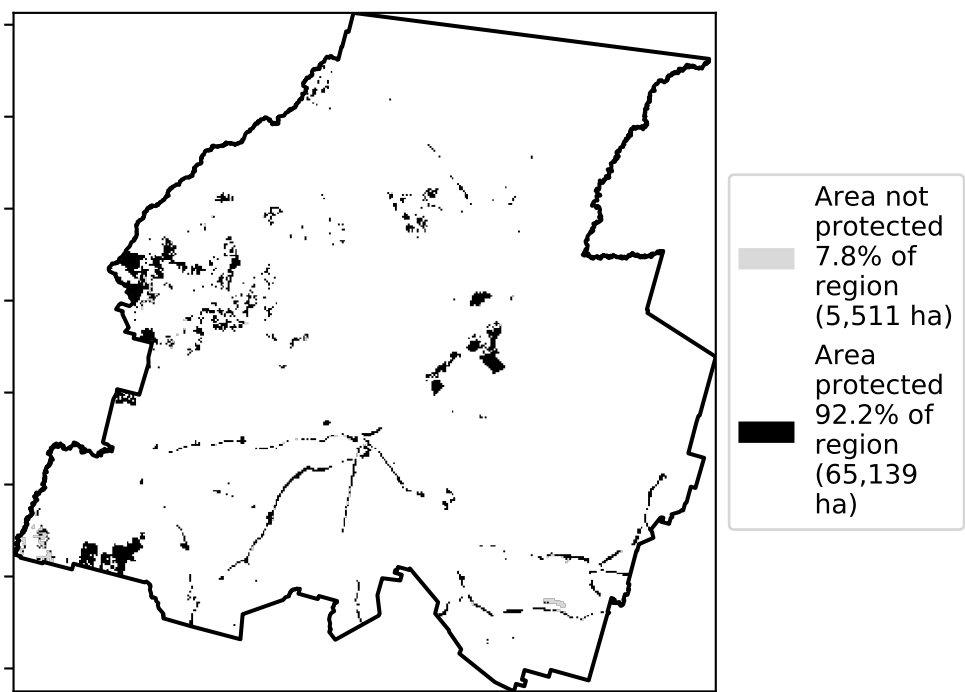 Area not
protected
7.8% of
region
(5,511 ha)
Area
protected
92.2% of
region
(65,139
ha)